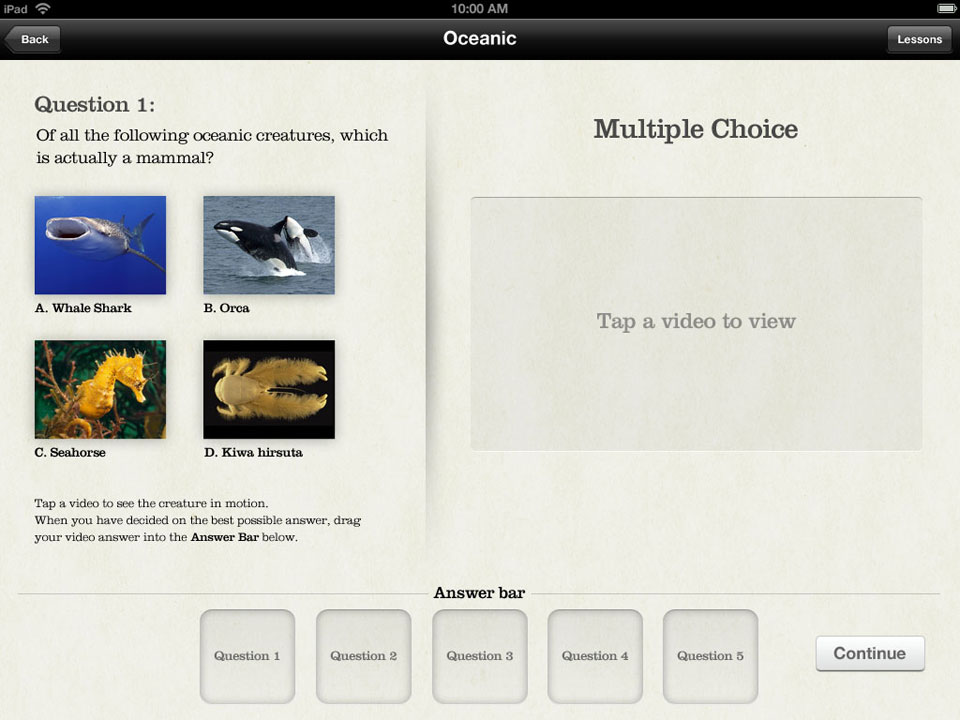 iPad
10:00 AM
Back
Oceanic
Lessons
Question 1:
Of all the following oceanic creatures, which
is actually a mammal?
A. Whale Shark
B. Orca
C. Seahorse
D. Kiwa hirsuta
Tap a video to see the creature in motion.
When you have decided on the best possible answer, drag
your video answer into the Answer Bar below.
Multiple Choice
Tap a video to view
Answer bar
Question 1
Question 2
Question 3
Question 4
Question 5
Continue